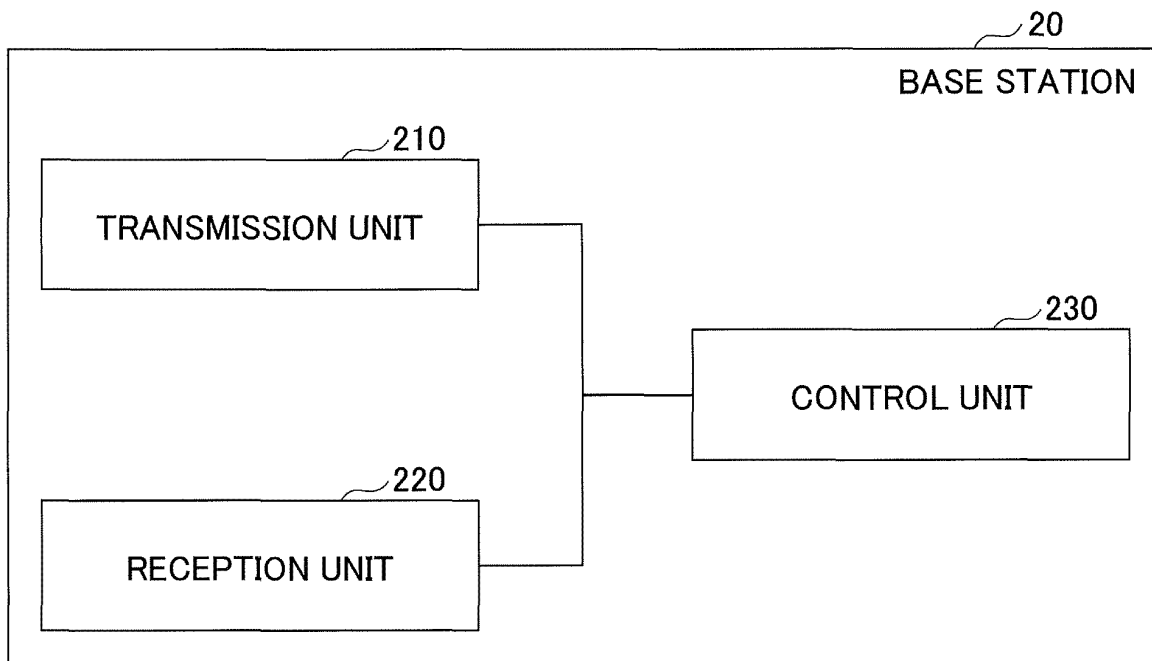 20
BASE STATION
210
TRANSMISSION UNIT
230
CONTROL UNIT
220
RECEPTION UNIT